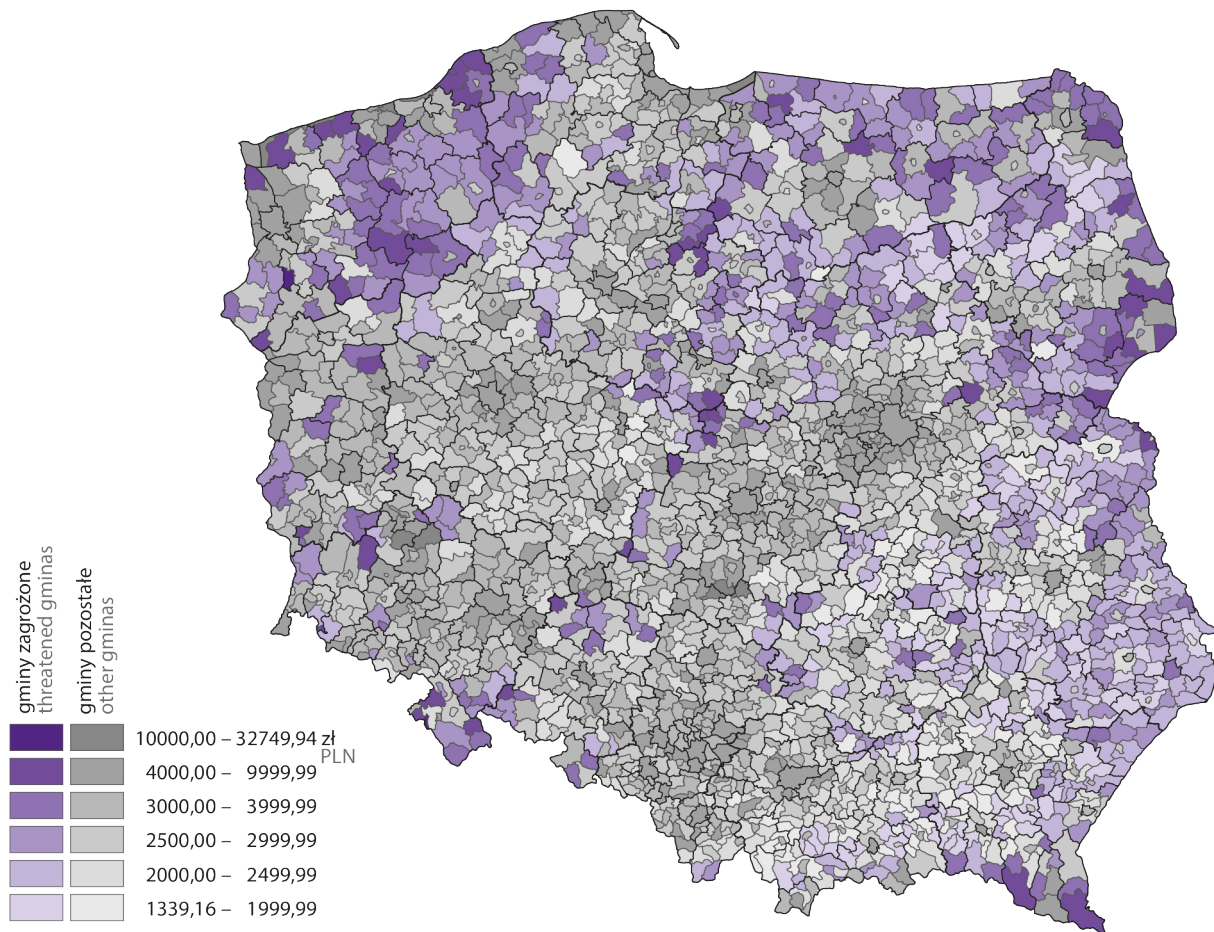 gminy zagrożone
threatened gminas
gminy pozostałe
other gminas
10000,00 – 32749,94 zł
PLN
4000,00 – 9999,99
3000,00 – 3999,99
2500,00 – 2999,99
2000,00 – 2499,99
1339,16 – 1999,99